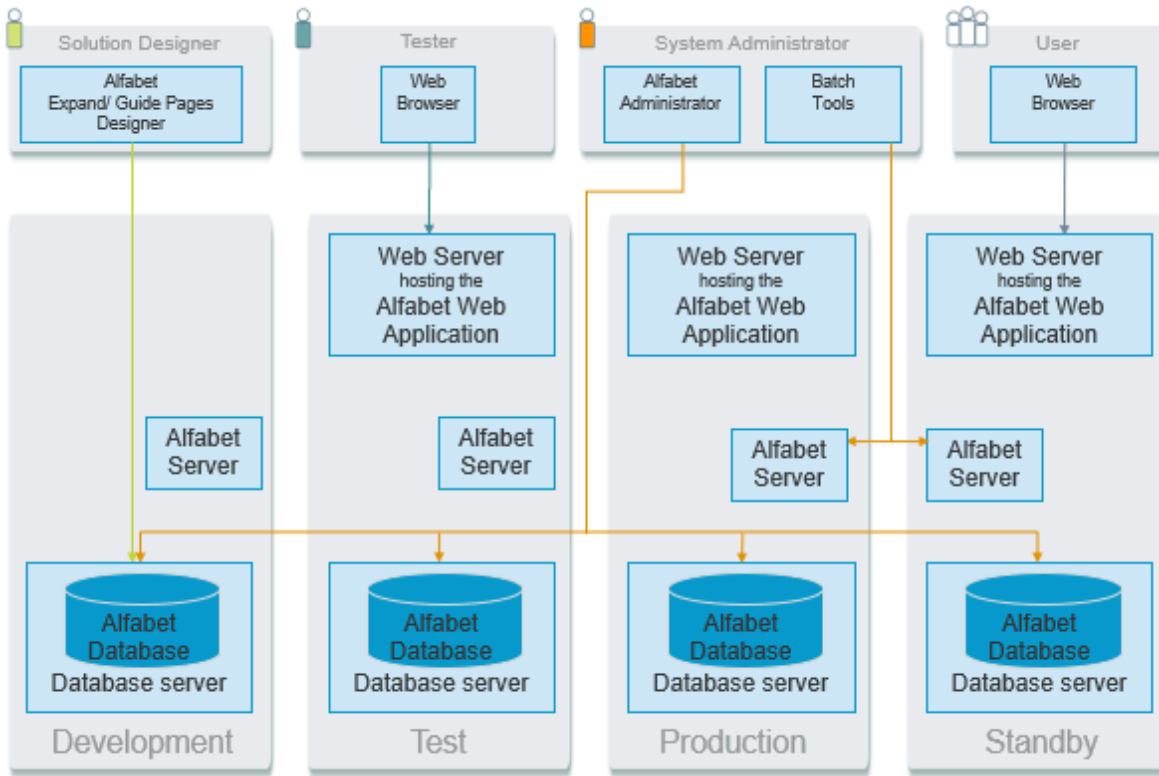 Solution Designer
Alfabet
Expand/ Guide Pages
Designer
Tester
Web
Browser
System Administrator
Alfabet
Administrator
Batch
Tools
User
Web
Browser
Web Server
hosting the
Alfabet Web
Application
Web Server
hosting the
Alfabet Web
Application
Web Server
hosting the
Alfabet Web
Application
Alfabet
Server
Alfabet
Server
Alfabet
Server
Alfabet
Server
Alfabet
Database
Database server
Development
Alfabet
Database
Database server
Test
Alfabet
Database
Database server
Production
Alfabet
Database
Database server
Standby